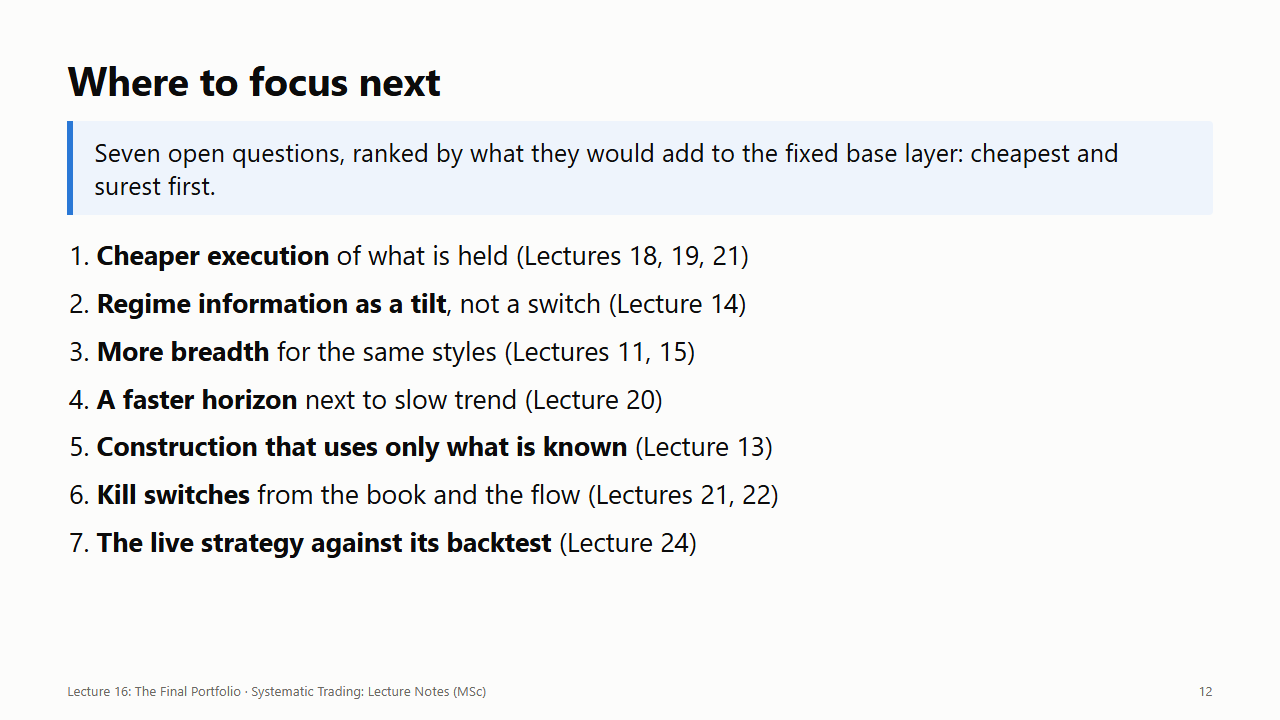 Where to focus next
Seven open questions, ranked by what they would add to the fixed base layer: cheapest and
surest first.
1. Cheaper execution of what is held (Lectures 18, 19, 21)
2. Regime information as a tilt, not a switch (Lecture 14)
3. More breadth for the same styles (Lectures 11, 15)
4. A faster horizon next to slow trend (Lecture 20)
5. Construction that uses only what is known (Lecture 13)
6. Kill switches from the book and the flow (Lectures 21, 22)
7. The live strategy against its backtest (Lecture 24)
Lecture 16: The Final Portfolio · Systematic Trading: Lecture Notes (MSc)
12